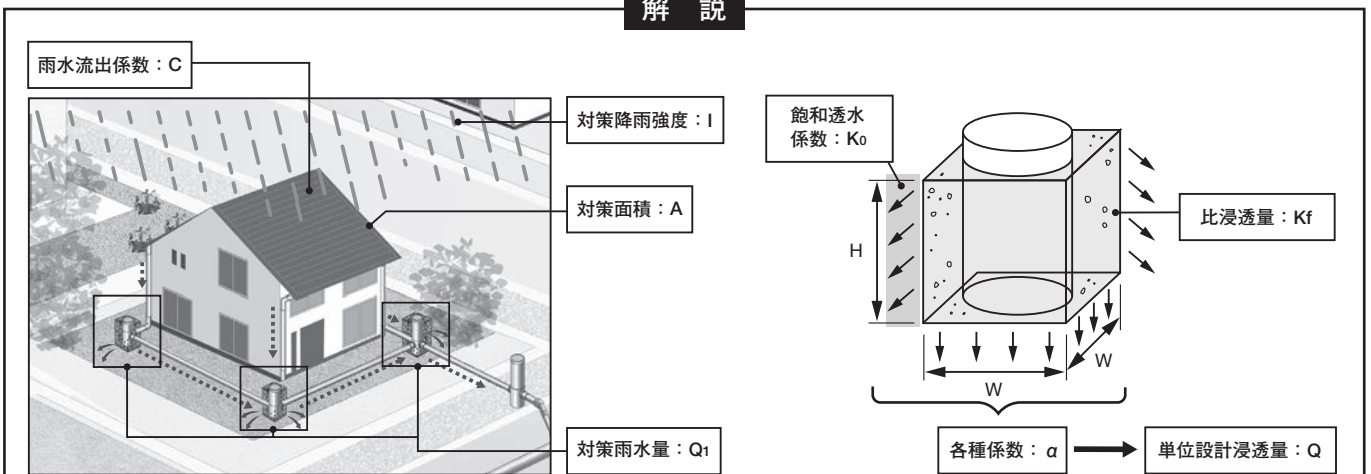 解 説
雨水流出係数：C
対策降雨強度：I
対策面積：A
対策雨水量：Q1
飽和透水
係数：K0
比浸透量：Kf
H
W
W
各種係数：α
単位設計浸透量：Q